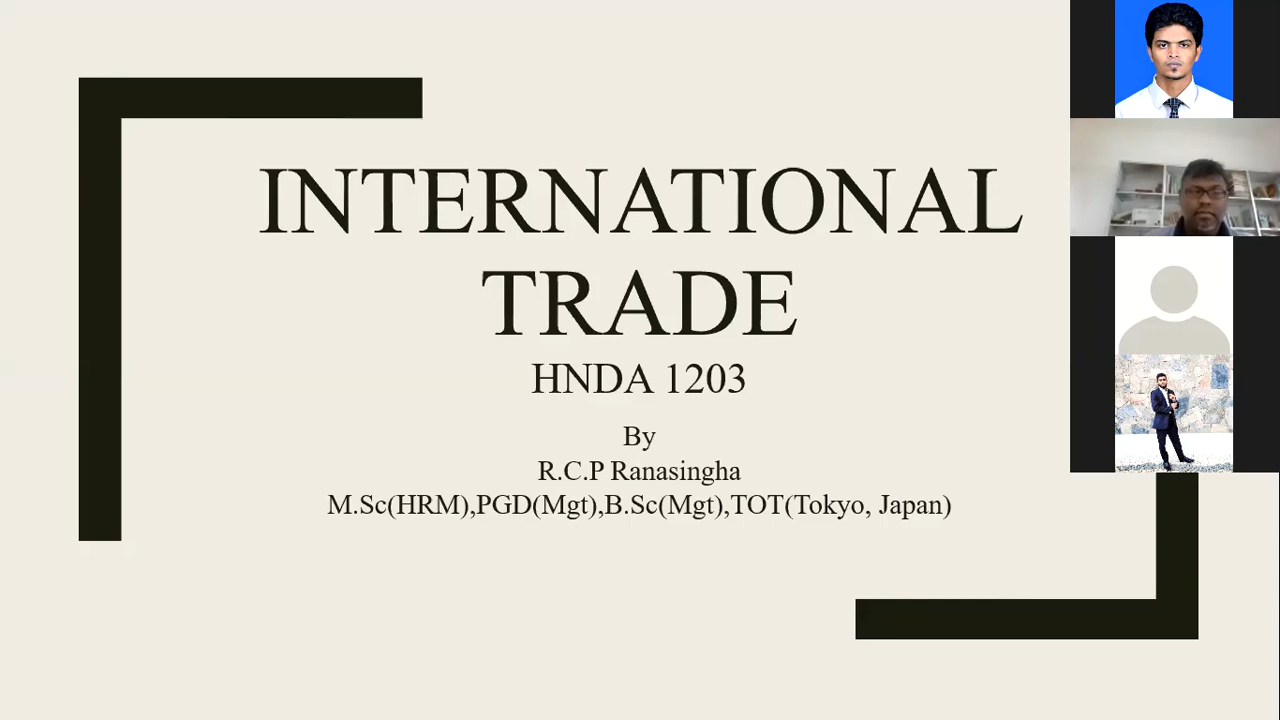 INTERNATIONAL
TRADE
HNDA 1203
By
R.C.P Ranasingha
M.Sc(HRM),PGD(Mgt),B.Sc(Mgt),TOT(Tokyo, Japan)